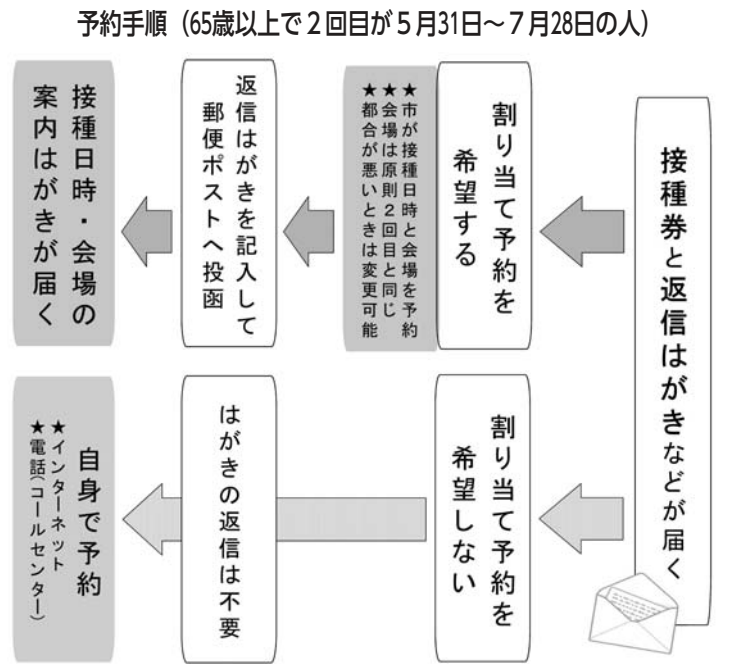 予約手順（65歳以上で２回目が５月31日～７月28日の人）
接種券と返信はがきなどが届く
割り当て予約を
希望する
★市が接種日時と会場を予約
★会場は原則２回目と同じ
★都合が悪いときは変更可能
返信はがきを記入して
郵便ポストへ投函
接種日時・会場の
案内はがきが届く
割り当て予約を
希望しない
はがきの返信は不要
自身で予約
★インターネット
★電話（コールセンター）